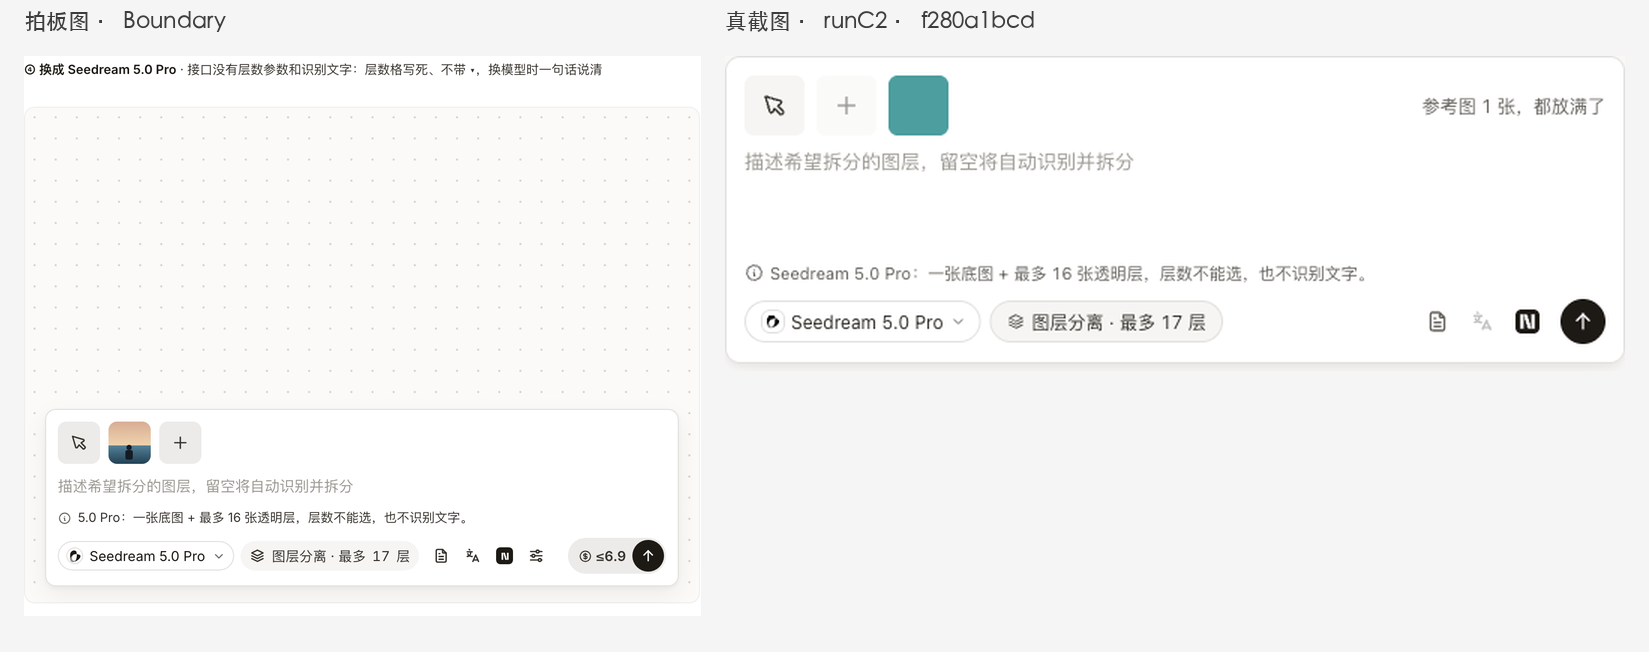 拍板图 · Boundary
④ 换成 Seedream 5.0 Pro · 接口没有层数参数和识别文字：层数格写死、不带 ▾，换模型时一句话说清
描述希望拆分的图层，留空将自动识别并拆分
5.0 Pro：一张底图 + 最多 16 张透明层，层数不能选，也不识别文字。
Seedream 5.0 Pro
图层分离 · 最多 17 层
≤6.9
真截图 · runC2 · f280a1bcd
参考图 1 张，都放满了
描述希望拆分的图层，留空将自动识别并拆分
Seedream 5.0 Pro：一张底图 + 最多 16 张透明层，层数不能选，也不识别文字。
Seedream 5.0 Pro
图层分离 · 最多 17 层